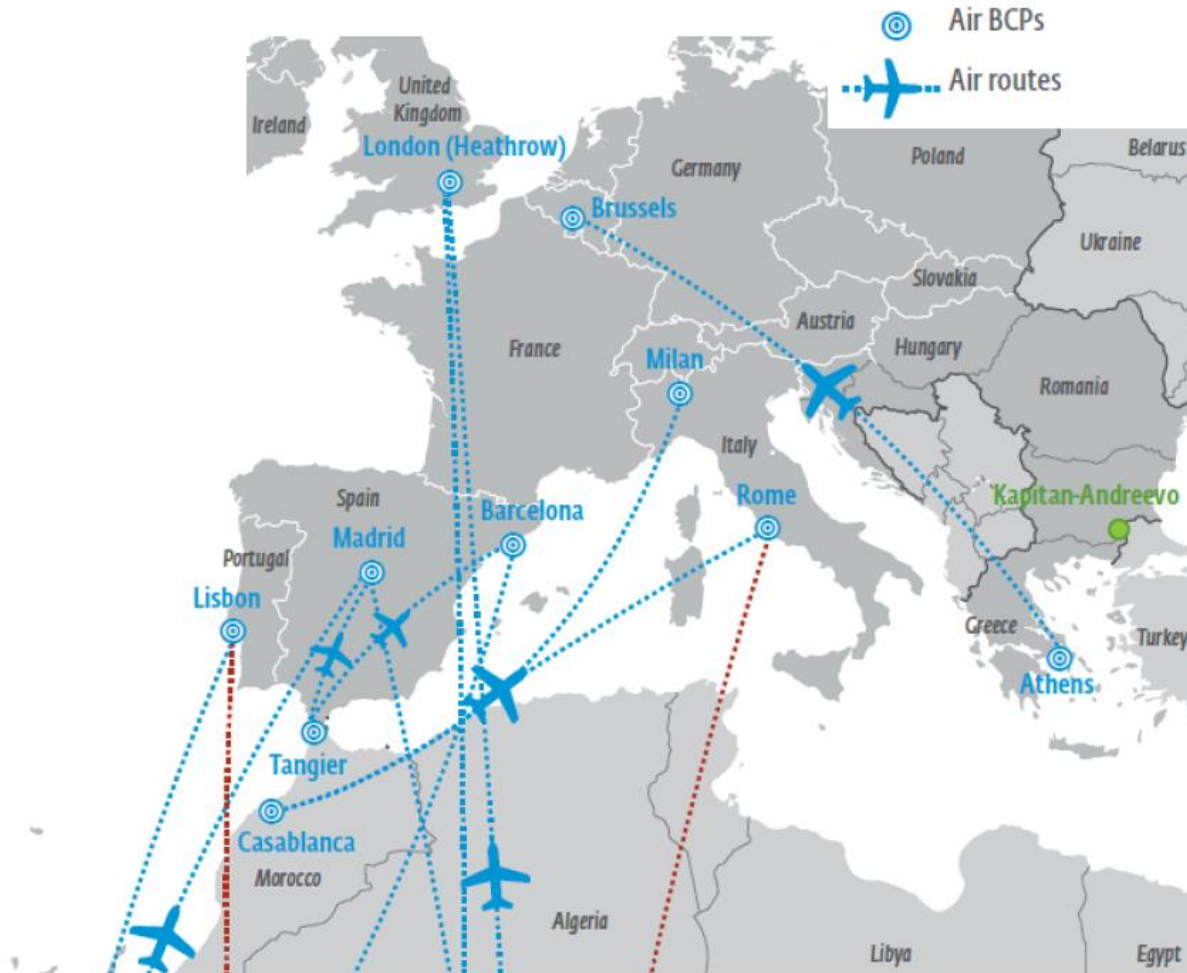 Air BCPs
Air routes
United
Kingdom
Ireland
London (Heathrow)
Belarus
Poland
Germany
Brussels
Ukraine
Slovakia
Austria
France
Hungary
Milan
Romania
Italy
Kapitan-Andreevo
Spain
Barcelona
Rome
Madrid
Portugal
Lisbon
Greece
Turkey
Athens
Tangier
Casablanca
Morocco
Algeria
Libya
Egypt